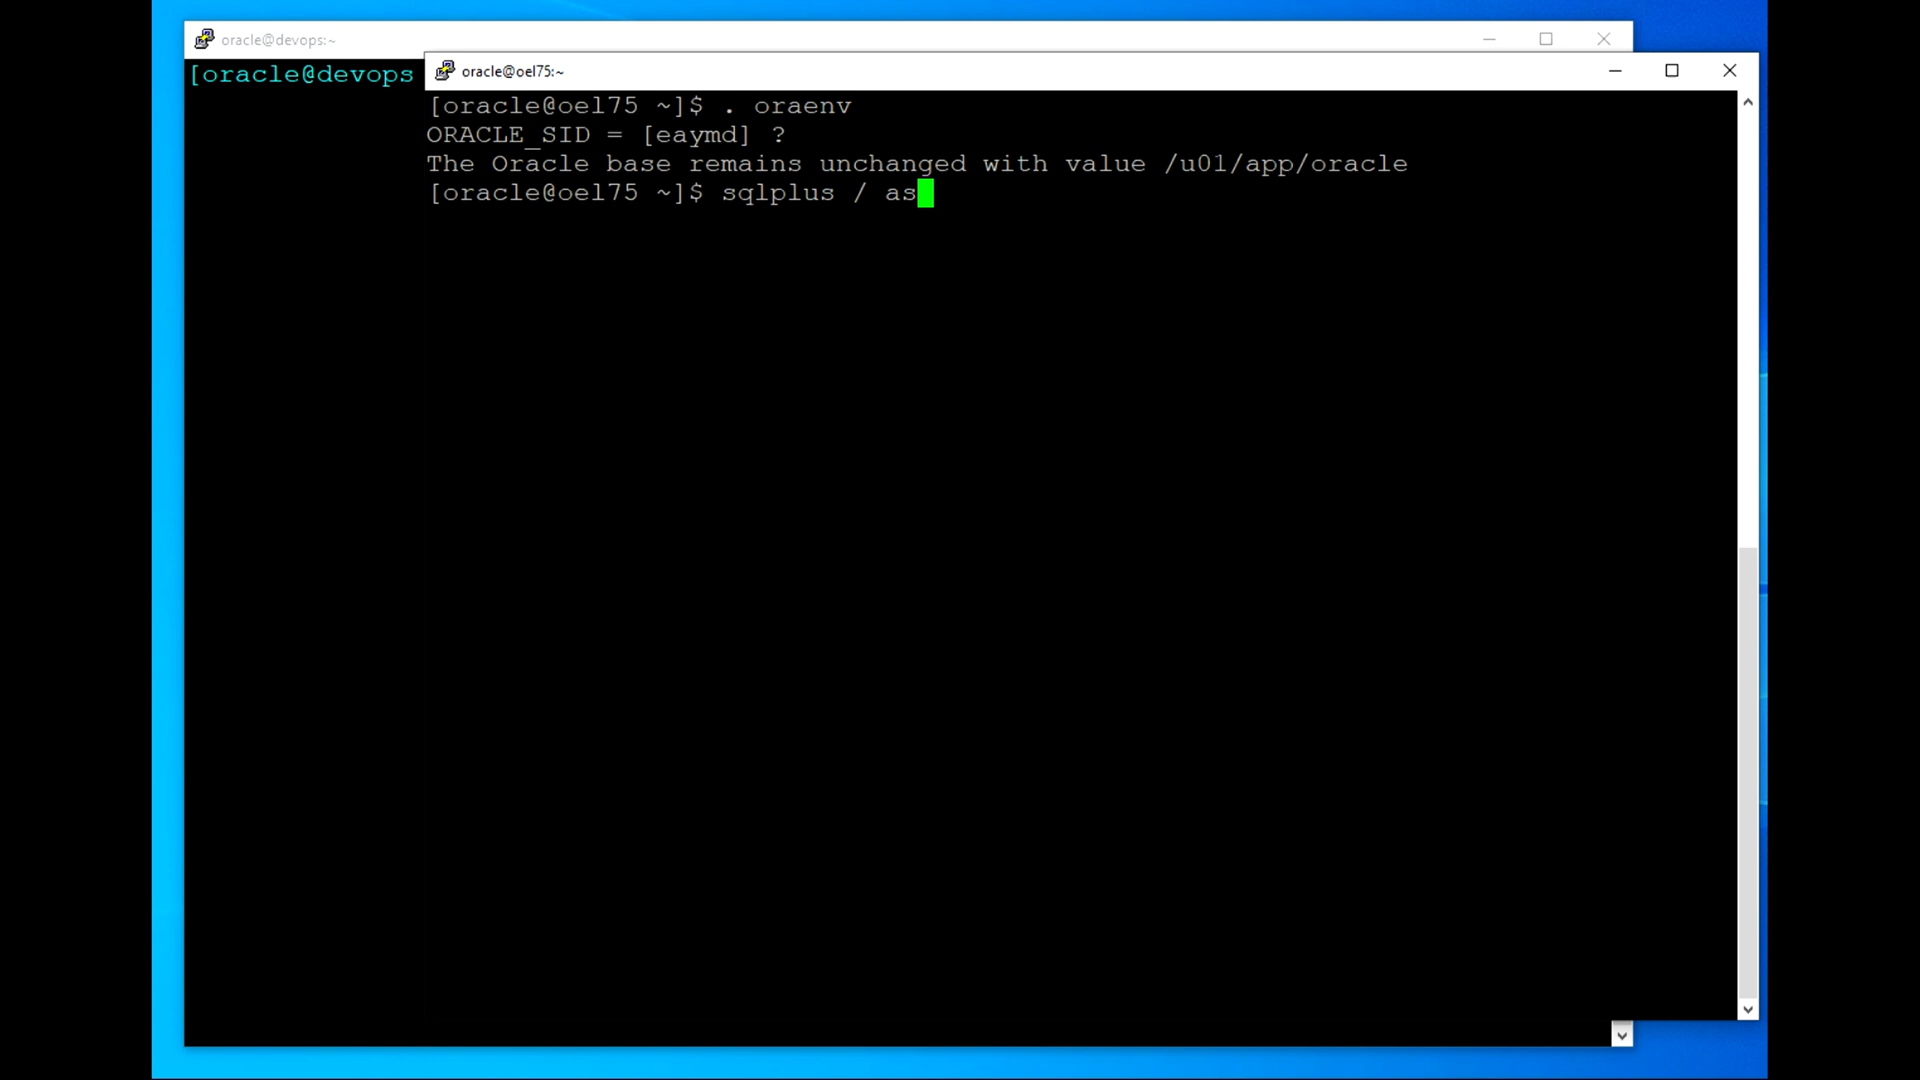 oracle@devops:~
[oracle@devops
oracle@oel75:~
[oracle@oel75 ~]$ . oraenv
ORACLE_SID = [eaymd] ?
The Oracle base remains unchanged with value /u01/app/oracle
[oracle@oel75 ~]$ sqlplus / as